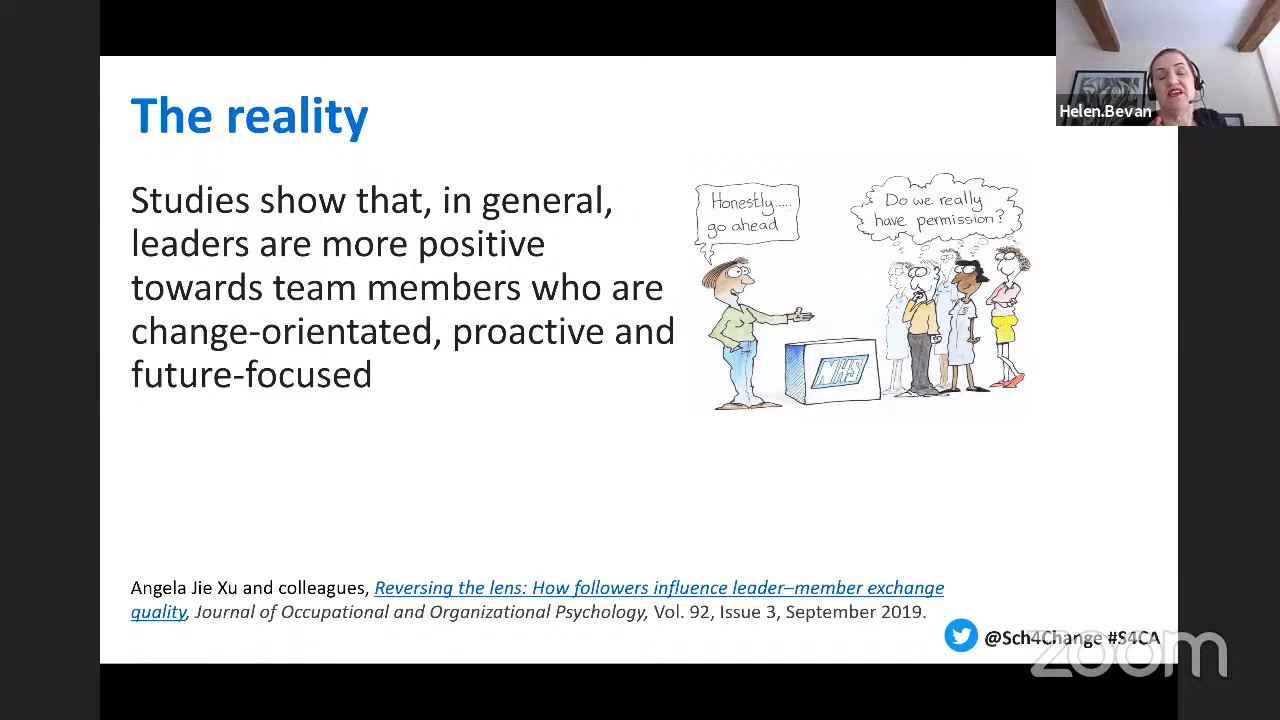 The reality
Helen.Bevan
Studies show that, in general,
leaders are more positive
towards team members who are
change-orientated, proactive and
future-focused
Honestly.....
go ahead
Do we really
have permission?
NHS
Angela Jie Xu and colleagues, Reversing the lens: How followers influence leader–member exchange
quality, Journal of Occupational and Organizational Psychology, Vol. 92, Issue 3, September 2019.
@Sch4Change #S4CA
zoom